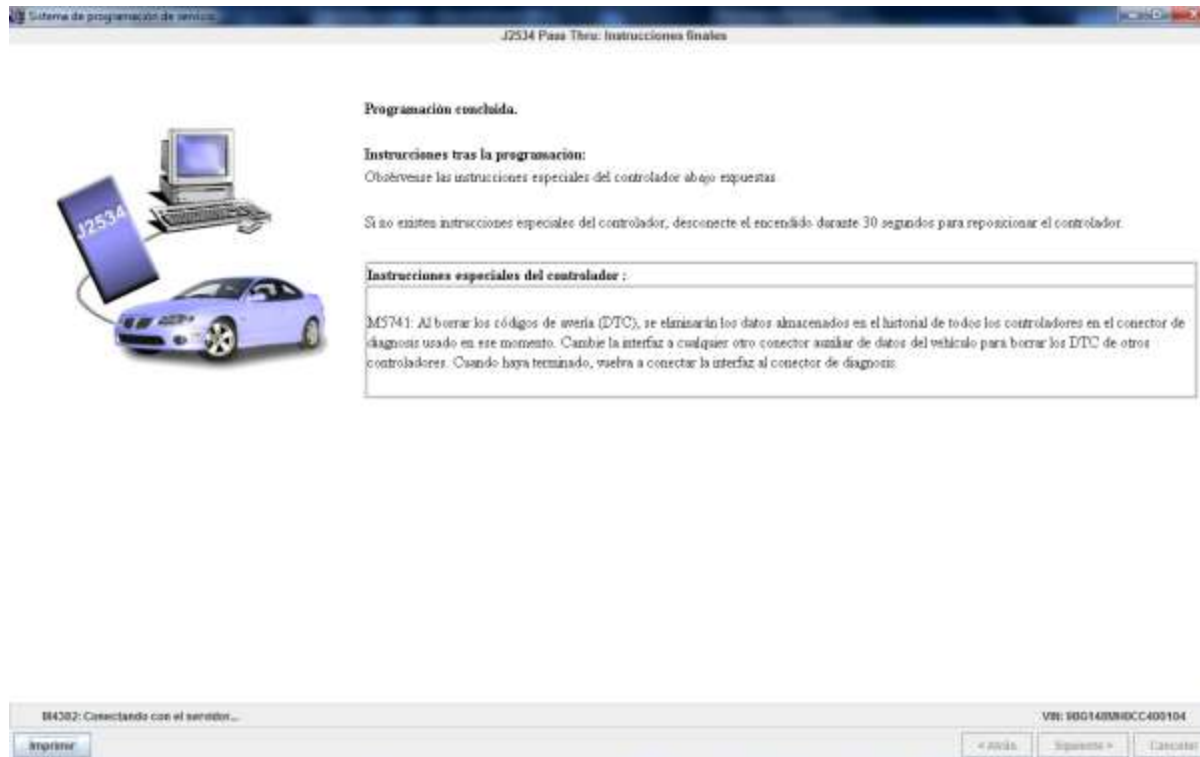 Sistema de programación de servicio
J2534 Pass Thru: Instrucciones finales
Programación concluida.
Instrucciones tras la programación:
Obsérvense las instrucciones especiales del controlador abajo expuestas
Si no existen instrucciones especiales del controlador, desconecte el encendido durante 30 segundos para reposicionar el controlador.
J2534
Instrucciones especiales del controlador :
M5741: Al borrar los códigos de avería (DTC), se eliminarán los datos almacenados en el historial de todos los controladores en el conector de
diagnosis usado en ese momento. Cambie la interfaz a cualquier otro conector auxiliar de datos del vehículo para borrar los DTC de otros
controladores. Cuando haya terminado, vuelva a conectar la interfaz al conector de diagnosis.
M4382: Conectando con el servidor...
VIN:
Imprimir
< Atrás
Siguiente >
Cancelar